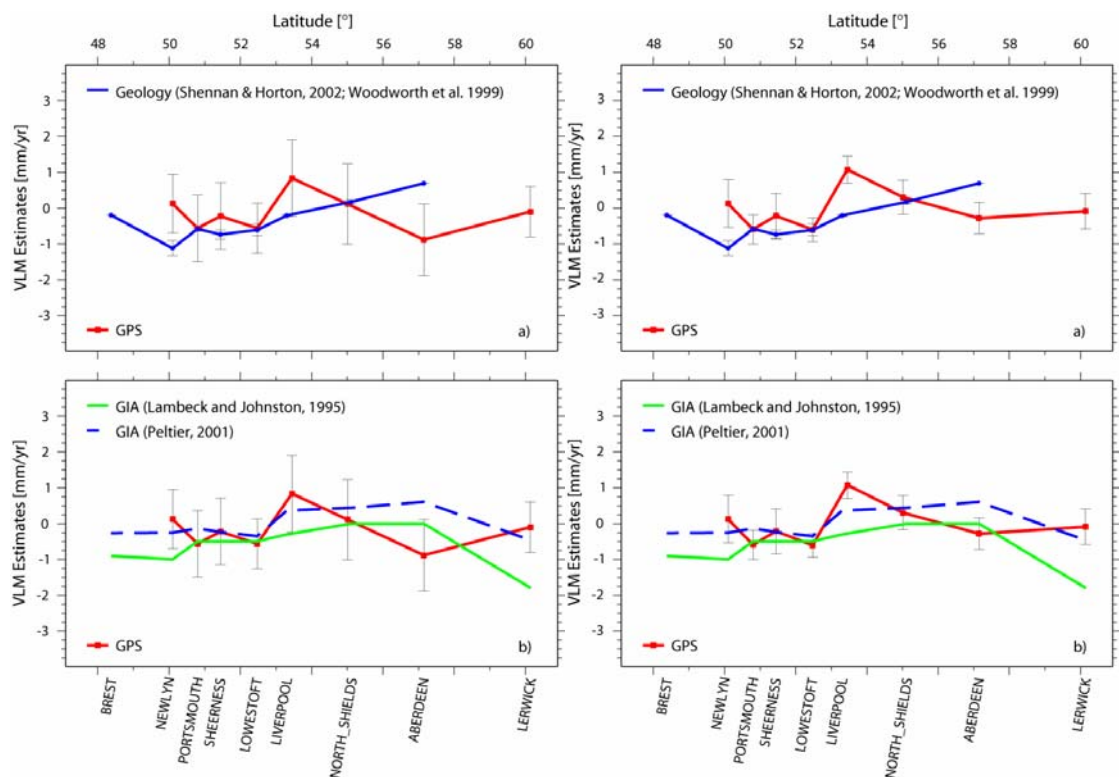 Latitude [°]
48 50 52 54 56 58 60
VLM Estimates [mm/yr]
3
2
1
0
-1
-2
-3
Geology (Shennan & Horton, 2002; Woodworth et al. 1999)
GPS
a)
VLM Estimates [mm/yr]
3
2
1
0
-1
-2
-3
GIA (Lambeck and Johnston, 1995)
GIA (Peltier, 2001)
GPS
b)
BREST
NEWLYN
PORTSMOUTH
SHEERNESS
LOWESTOFT
LIVERPOOL
NORTH_SHIELDS
ABERDEEN
LERWICK
Latitude [°]
48 50 52 54 56 58 60
VLM Estimates [mm/yr]
3
2
1
0
-1
-2
-3
Geology (Shennan & Horton, 2002; Woodworth et al. 1999)
GPS
a)
VLM Estimates [mm/yr]
3
2
1
0
-1
-2
-3
GIA (Lambeck and Johnston, 1995)
GIA (Peltier, 2001)
GPS
b)
BREST
NEWLYN
PORTSMOUTH
SHEERNESS
LOWESTOFT
LIVERPOOL
NORTH_SHIELDS
ABERDEEN
LERWICK